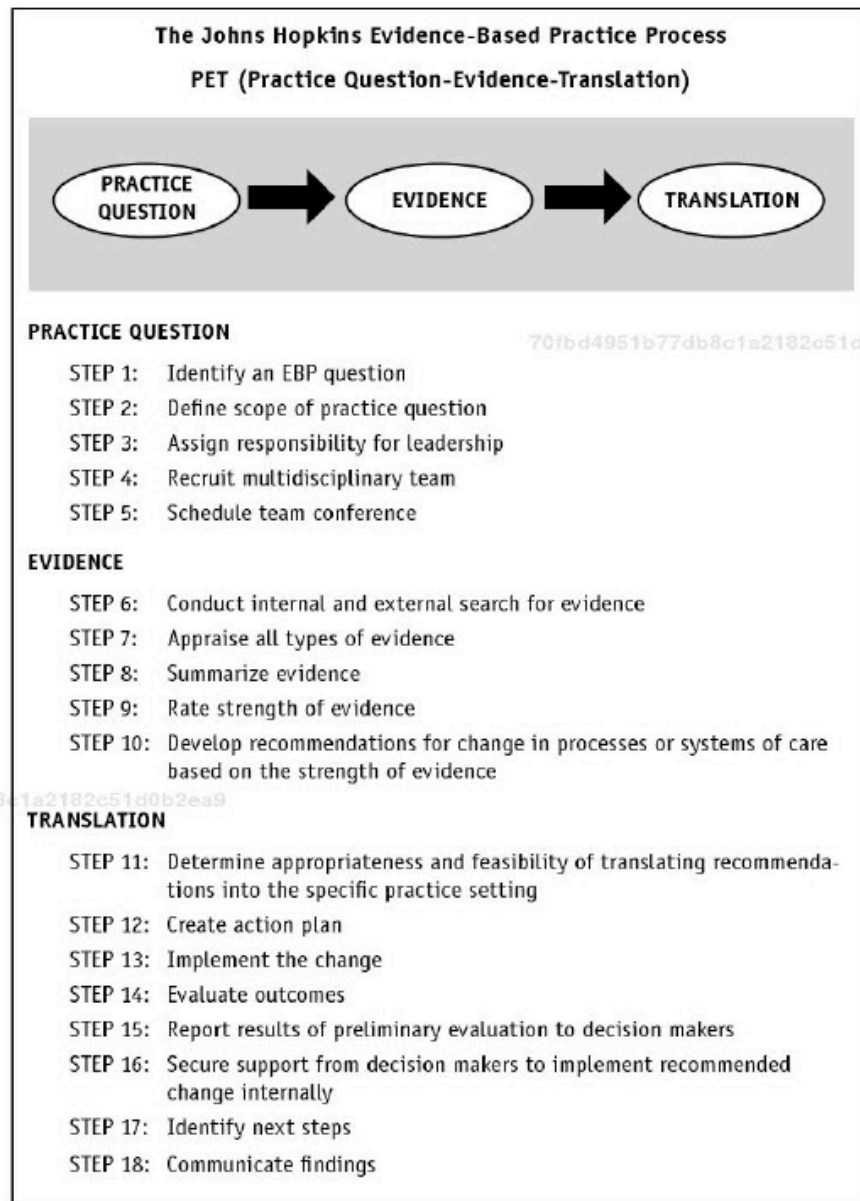 The Johns Hopkins Evidence-Based Practice Process
PET (Practice Question-Evidence-Translation)
PRACTICE
QUESTION
EVIDENCE
TRANSLATION
PRACTICE QUESTION
70fbd4951b77db8c1a2182c51d
STEP 1: Identify an EBP question
STEP 2: Define scope of practice question
STEP 3: Assign responsibility for leadership
STEP 4: Recruit multidisciplinary team
STEP 5: Schedule team conference
EVIDENCE
STEP 6: Conduct internal and external search for evidence
STEP 7: Appraise all types of evidence
STEP 8: Summarize evidence
STEP 9: Rate strength of evidence
STEP 10: Develop recommendations for change in processes or systems of care
based on the strength of evidence
8c1a2182c51d0b2ea9
TRANSLATION
STEP 11: Determine appropriateness and feasibility of translating recommenda-
tions into the specific practice setting
STEP 12: Create action plan
STEP 13: Implement the change
STEP 14: Evaluate outcomes
STEP 15: Report results of preliminary evaluation to decision makers
STEP 16: Secure support from decision makers to implement recommended
change internally
STEP 17: Identify next steps
STEP 18: Communicate findings